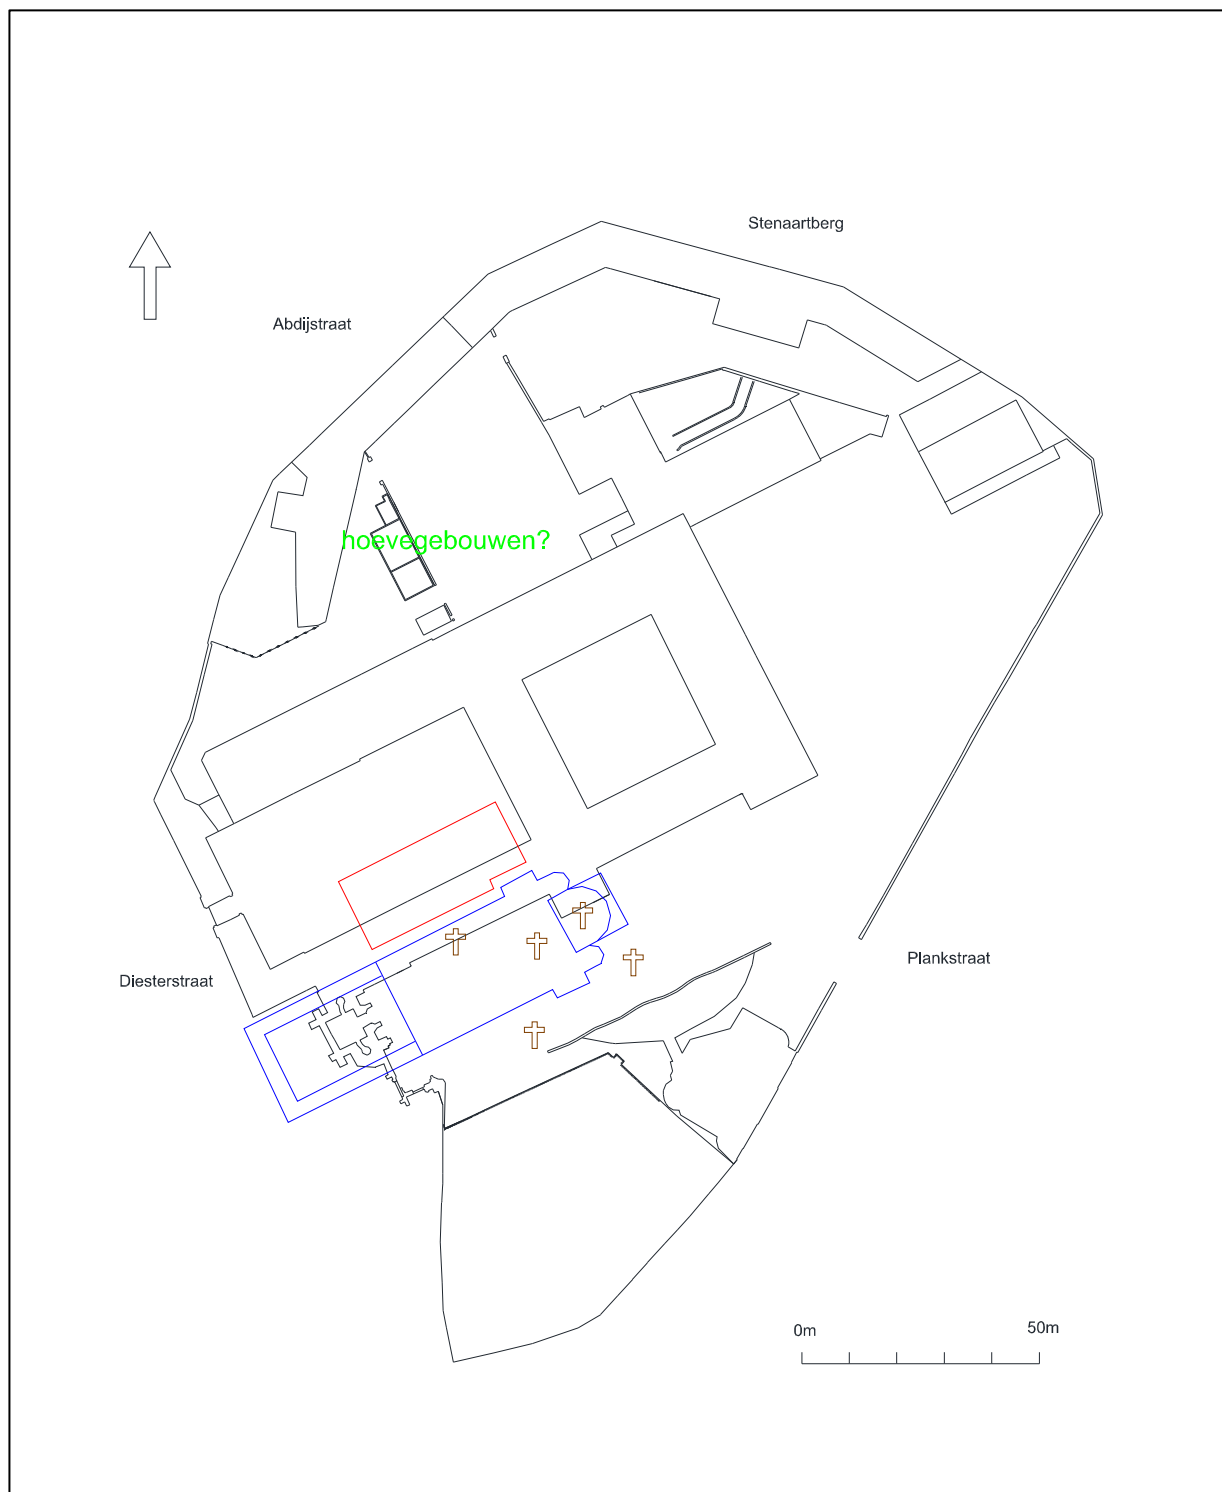 Stenaartberg
Abdijstraat
hoevegebouwen?
Plankstraat
Diesterstraat
0m 50m